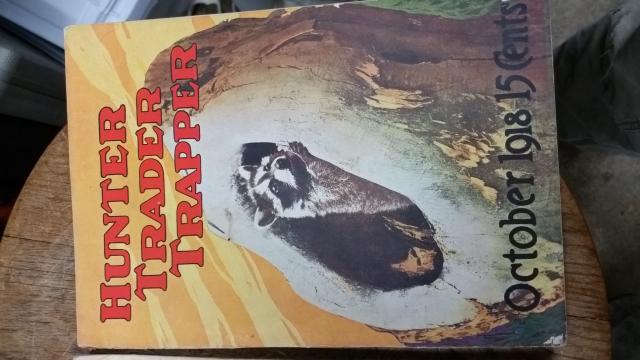 HUNTER
TRADER
TRAPPER
October 1918 15 Cents